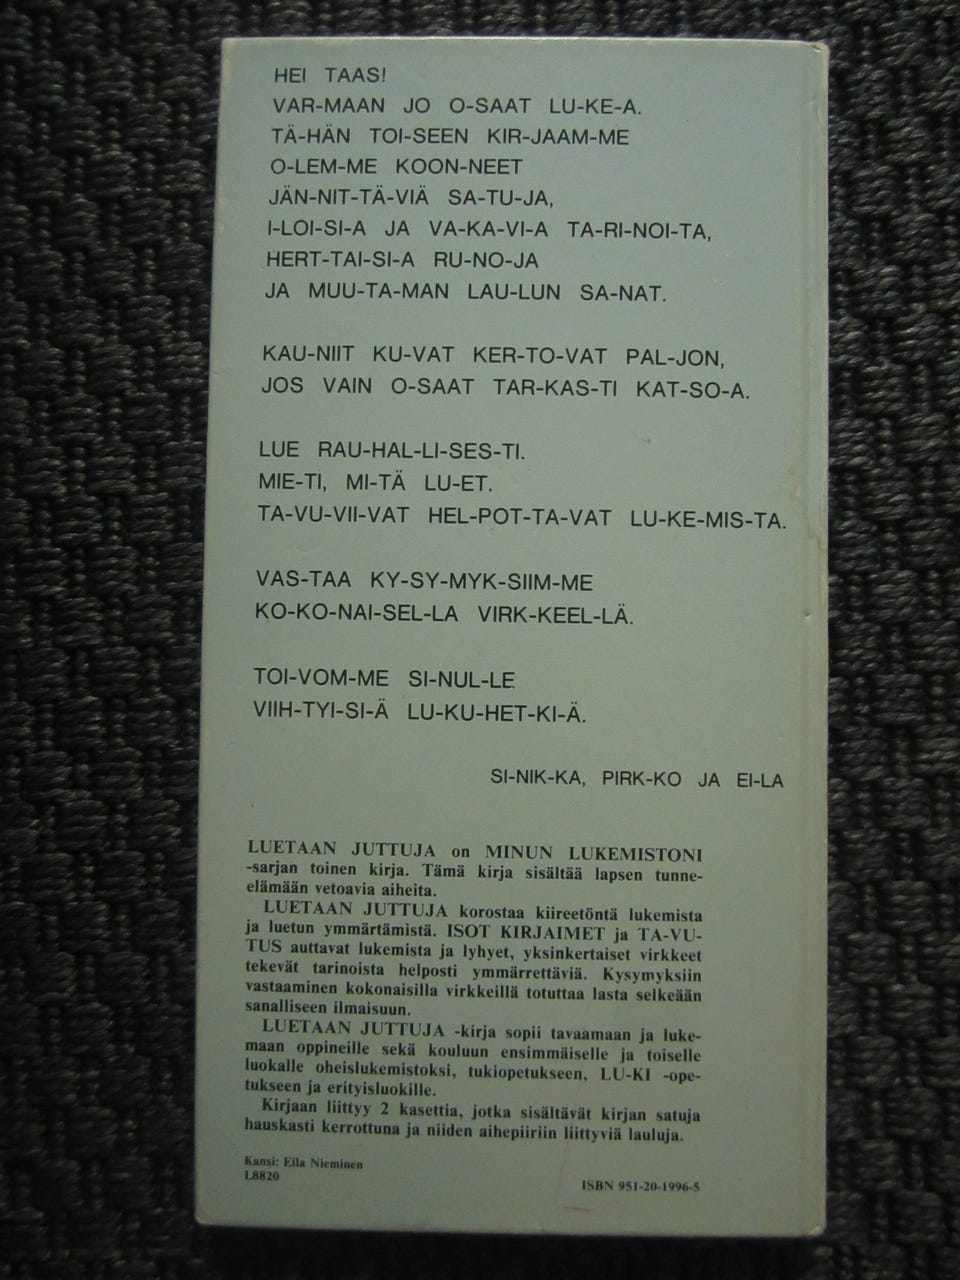 HEI TAAS!
VAR-MAAN JO O-SAAT LU-KE-A.
TÄ-HÄN TOI-SEEN KIR-JAAM-ME
O-LEM-ME KOON-NEET
JÄN-NIT-TÄ-VIÄ SA-TU-JA,
I-LOI-SI-A JA VA-KA-VI-A TA-RI-NOI-TA,
HERT-TAI-SI-A RU-NO-JA
JA MUU-TA-MAN LAU-LUN SA-NAT.
KAU-NIIT KU-VAT KER-TO-VAT PAL-JON,
JOS VAIN O-SAAT TAR-KAS-TI KAT-SO-A.
LUE RAU-HAL-LI-SES-TI.
MIE-TI, MI-TÄ LU-ET.
TA-VU-VII-VAT HEL-POT-TA-VAT LU-KE-MIS-TA.
VAS-TAA KY-SY-MYK-SIIM-ME
KO-KO-NAI-SEL-LA VIRK-KEEL-LÄ.
TOI-VOM-ME SI-NUL-LE
VIIH-TYI-SI-Ä LU-KU-HET-KI-Ä.
SI-NIK-KA, PIRK-KO JA EI-LA
LUETAAN JUTTUJA on MINUN LUKEMISTONI
-sarjan toinen kirja. Tämä kirja sisältää lapsen tunne-
elämään vetoavia aiheita.
LUETAAN JUTTUJA korostaa kiireetöntä lukemista
ja luetun ymmärtämistä. ISOT KIRJAIMET ja TA-VU-
TUS auttavat lukemista ja lyhyet, yksinkertaiset virkkeet
tekevät tarinoista helposti ymmärrettäviä. Kysymyksiin
vastaaminen kokonaisilla virkkeillä totuttaa lasta selkeään
sanalliseen ilmaisuun.
LUETAAN JUTTUJA -kirja sopii tavaamaan ja luke-
maan oppineille sekä kouluun ensimmäiselle ja toiselle
luokalle oheislukemistoksi, tukiopetukseen, LU-KI -ope-
tukseen ja erityisluokille.
Kirjaan liittyy 2 kasettia, jotka sisältävät kirjan satuja
hauskasti kerrottuna ja niiden aihepiiriin liittyviä lauluja.
Kansi: Eila Nieminen
L8820
ISBN 951-20-1996-5